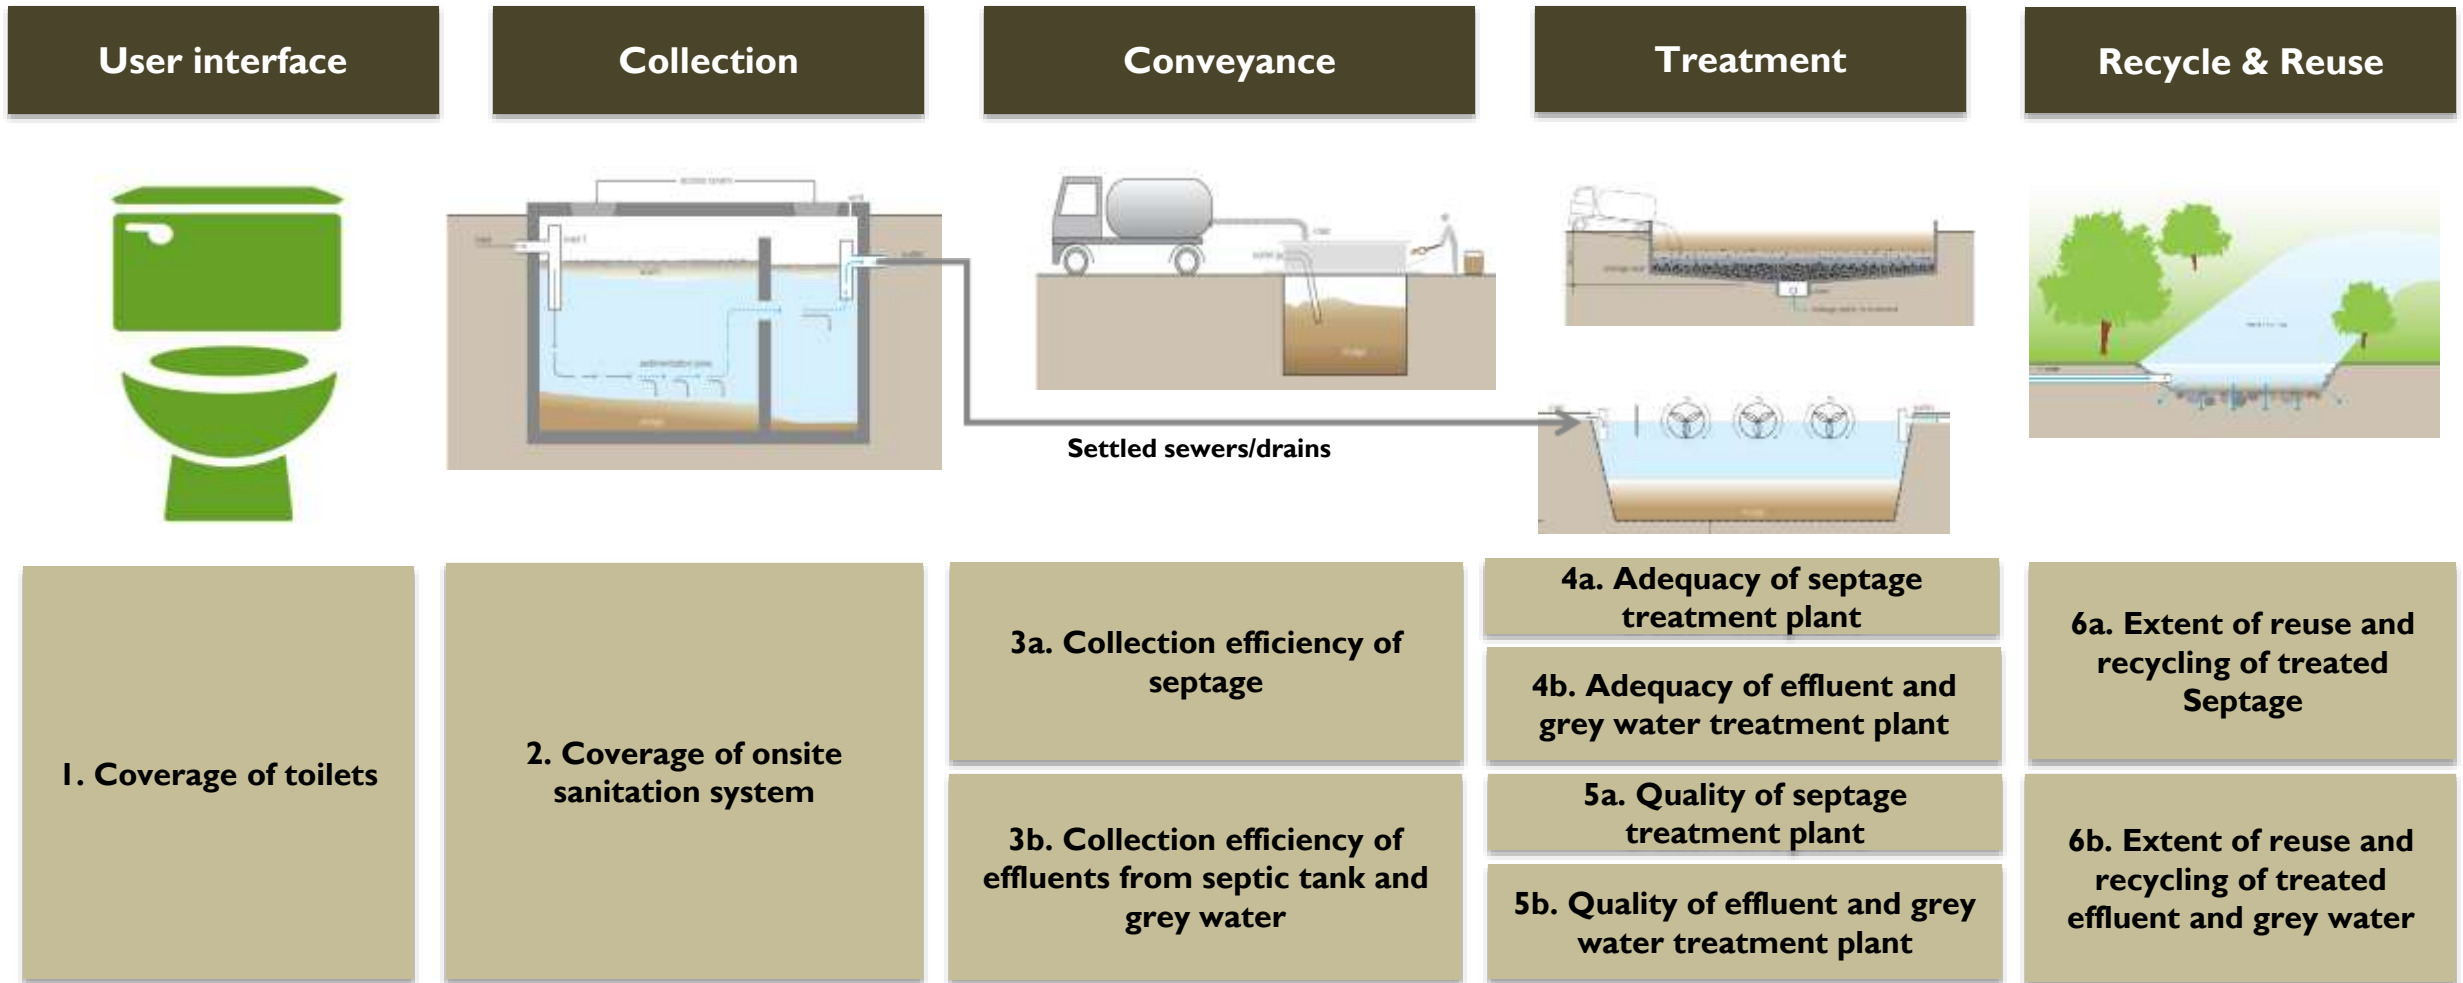 User interface
Collection
Conveyance
Treatment
Recycle & Reuse
Settled sewers/drains
1. Coverage of toilets
2. Coverage of onsite
sanitation system
3a. Collection efficiency of
septage
3b. Collection efficiency of
effluents from septic tank and
grey water
4a. Adequacy of septage
treatment plant
4b. Adequacy of effluent and
grey water treatment plant
5a. Quality of septage
treatment plant
5b. Quality of effluent and grey
water treatment plant
6a. Extent of reuse and
recycling of treated
Septage
6b. Extent of reuse and
recycling of treated
effluent and grey water